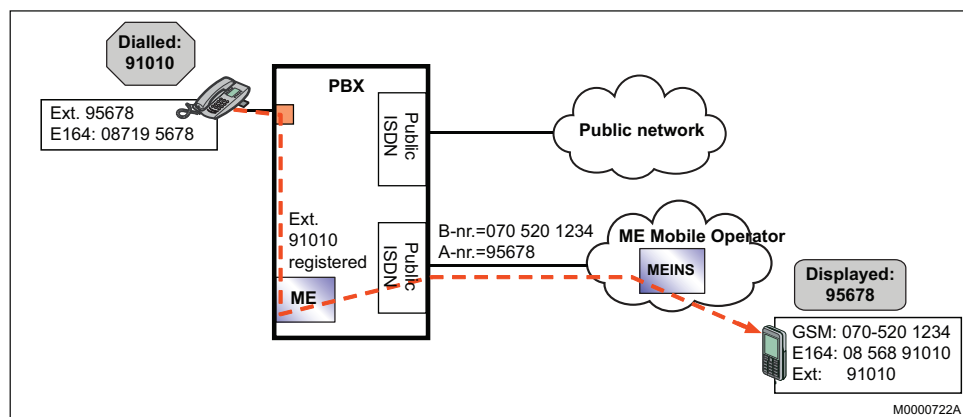 Dialled:
91010
Ext. 95678
E164: 08719 5678
PBX
Public
ISDN
Public network
Ext.
91010
registered
ME
Public
ISDN
B-nr.=070 520 1234
A-nr.=95678
ME Mobile Operator
MEINS
Displayed:
95678
GSM: 070-520 1234
E164: 08 568 91010
Ext: 91010
M0000722A